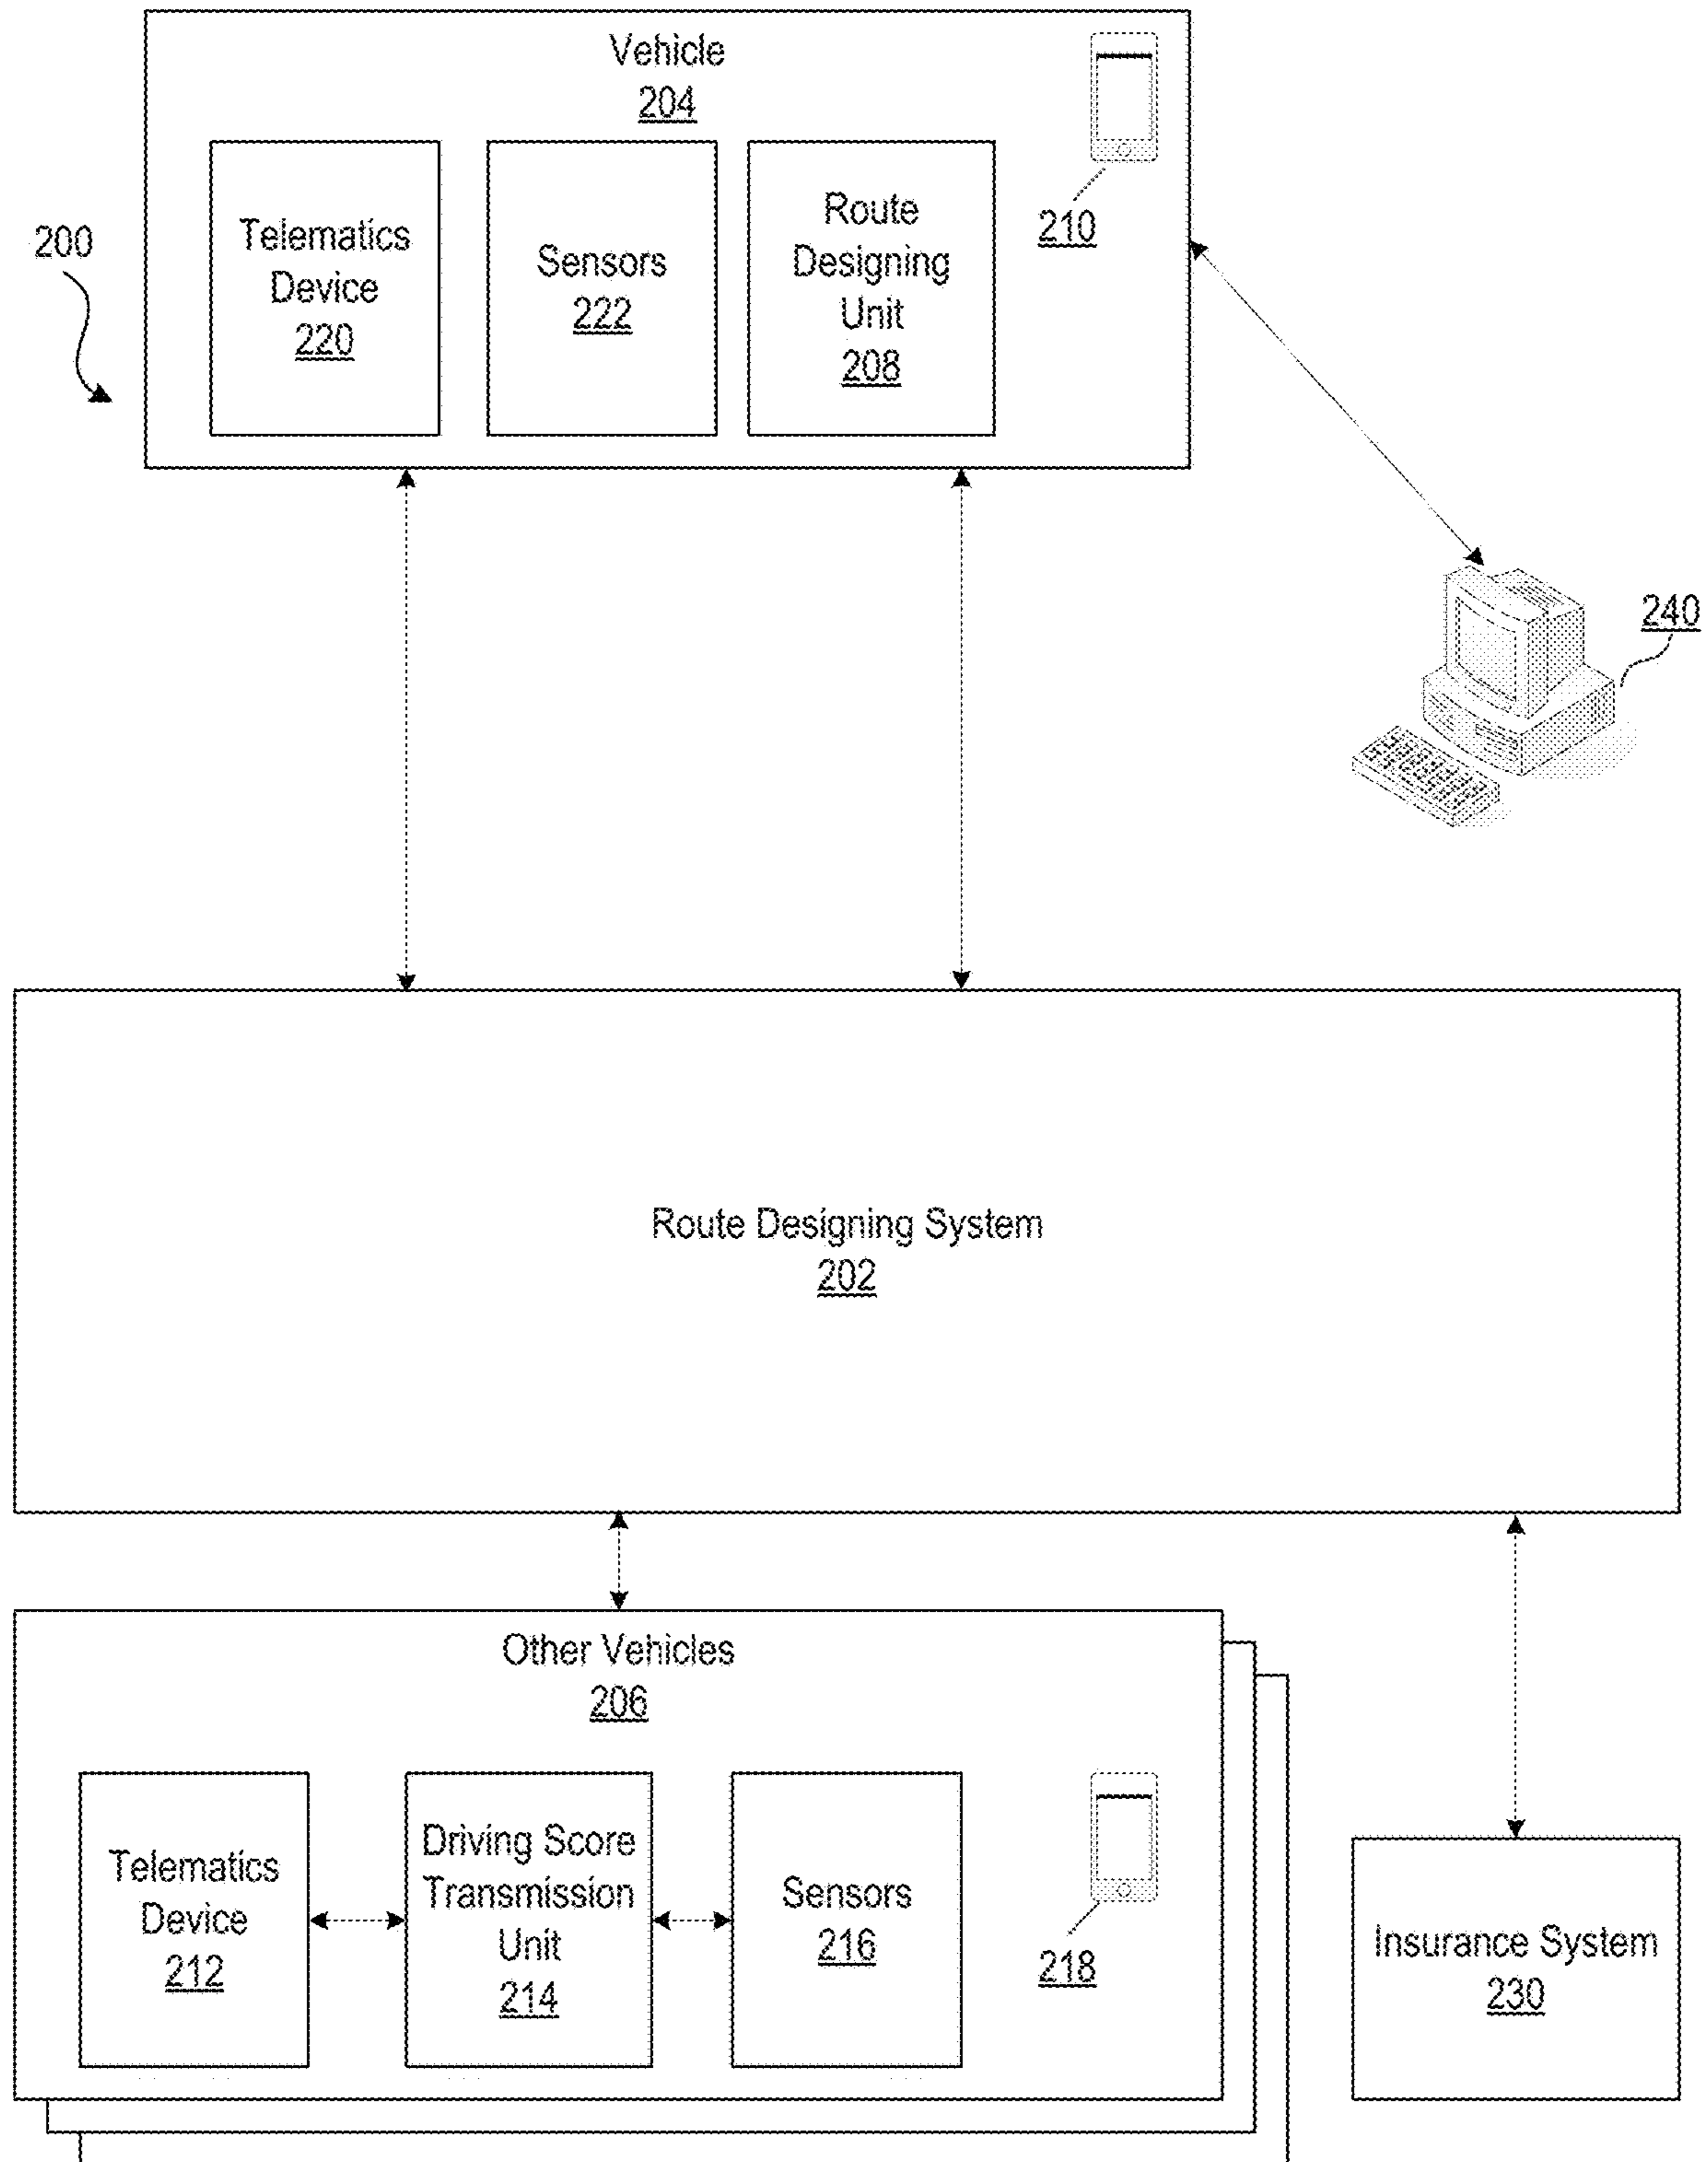 Vehicle
204
200
Telematics
Device
220
Sensors
222
Route
Designing
Unit
208
210
240
Route Designing System
202
Other Vehicles
206
Telematics
Device
212
Driving Score
Transmission
Unit
214
Sensors
216
218
Insurance System
230